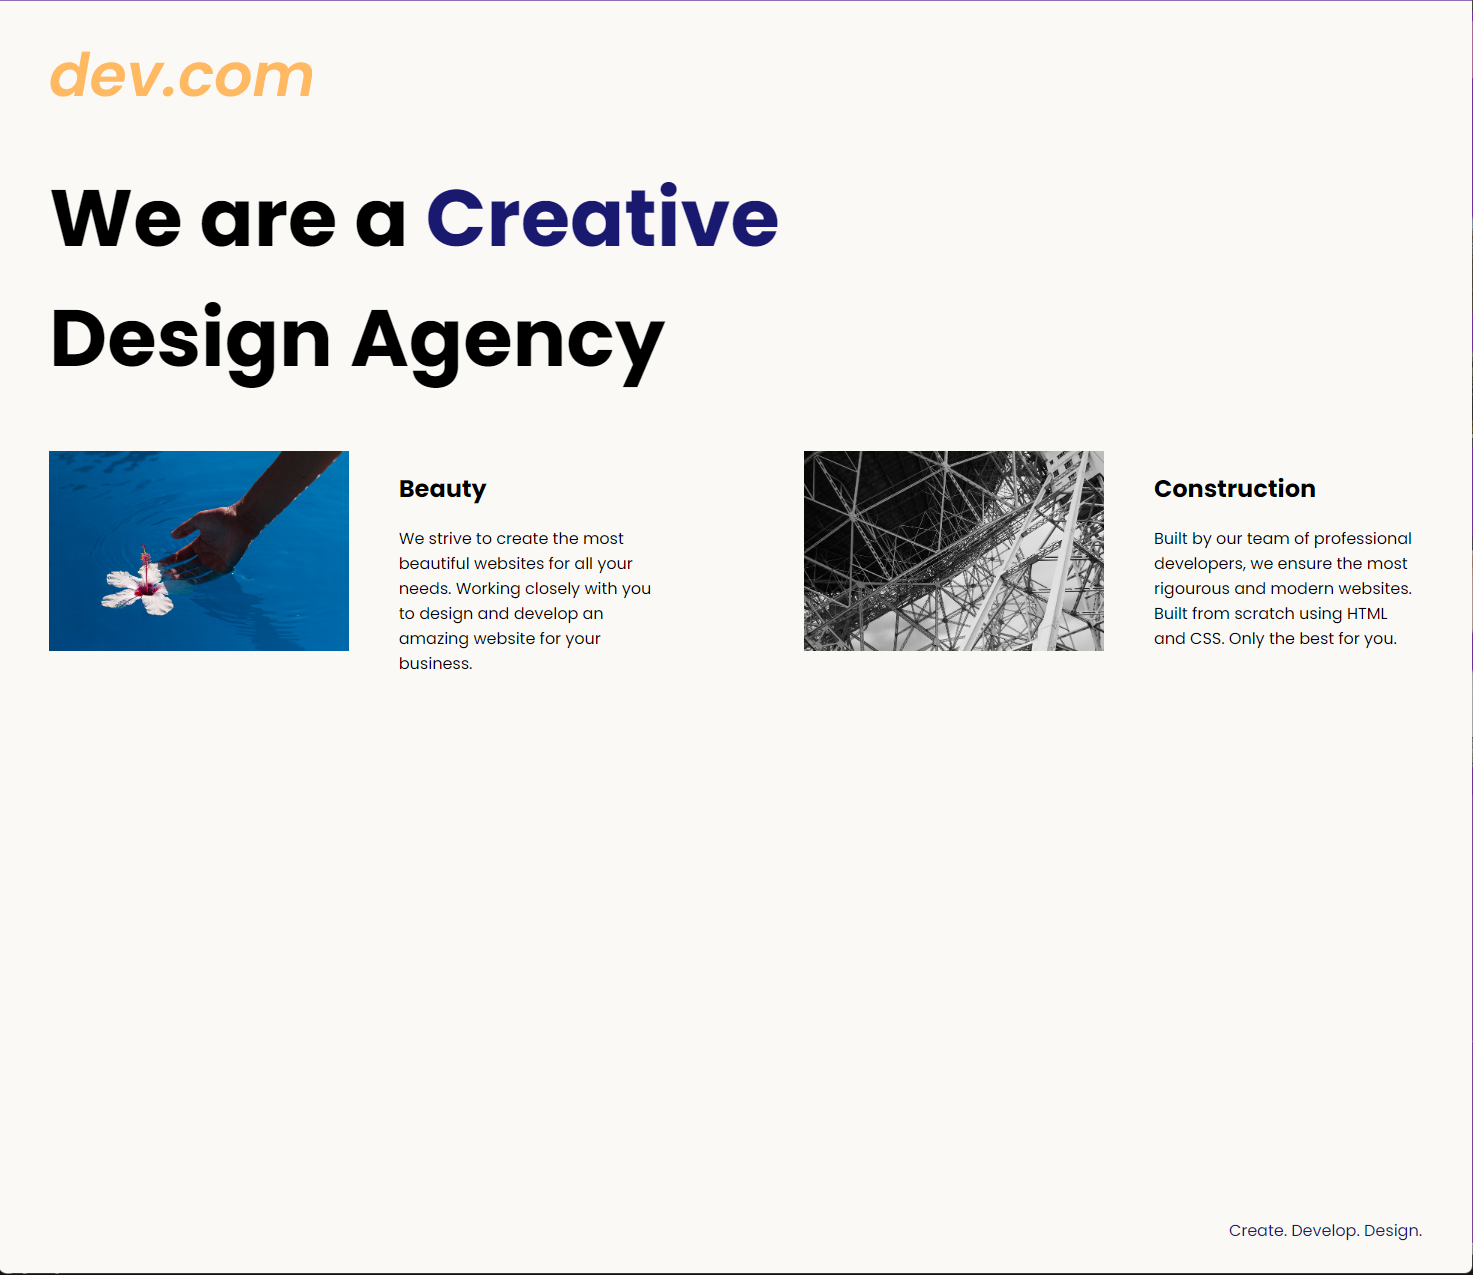 dev.com
We are a Creative
Design Agency
Beauty
We strive to create the most
beautiful websites for all your
needs. Working closely with you
to design and develop an
amazing website for your
business.
Construction
Built by our team of professional
developers, we ensure the most
rigourous and modern websites.
Built from scratch using HTML
and CSS. Only the best for you.
Create. Develop. Design.